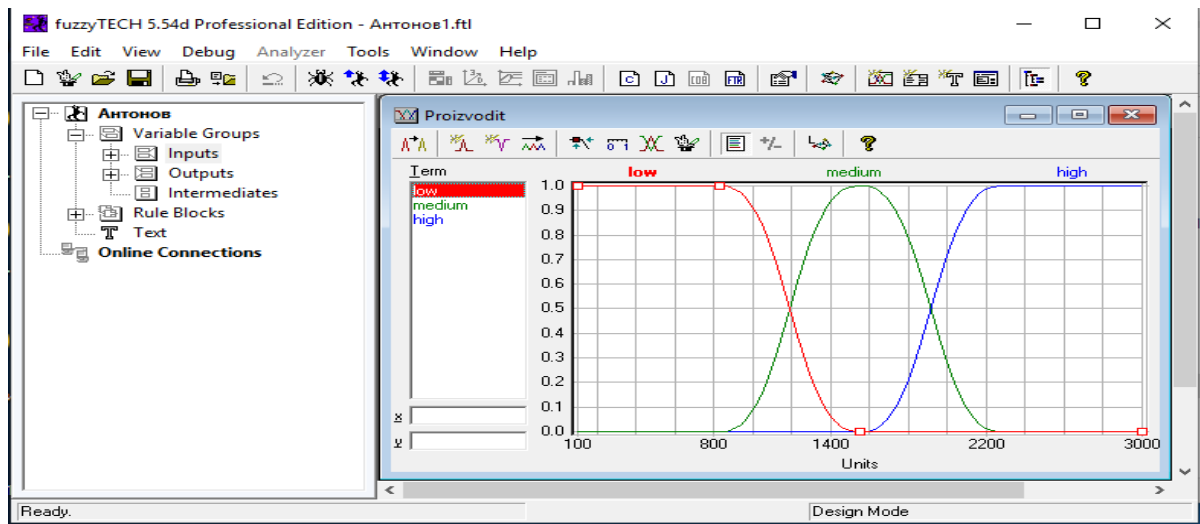 fuzzyTECH 5.54d Professional Edition - Антонов1.ftl
File Edit View Debug Analyzer Tools Window Help
Антонов
Variable Groups
Inputs
Outputs
Intermediates
Rule Blocks
Text
Online Connections
Proizvodit
Term
low
medium
high
x
y
low medium high
1.0
0.9
0.8
0.7
0.6
0.5
0.4
0.3
0.2
0.1
0.0
100 800 1400 2200 3000
Units
Ready. Design Mode